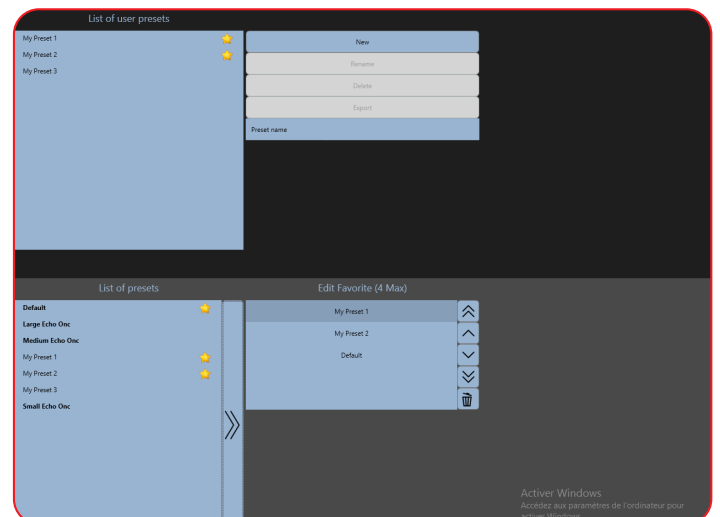 List of user presets
My Preset 1
My Preset 2
My Preset 3
New
Rename
Delete
Export
Preset name
List of presets
Default
Large Echo Onc
Medium Echo Onc
My Preset 1
My Preset 2
My Preset 3
Small Echo Onc
Edit Favorite (4 Max)
My Preset 1
My Preset 2
Default
Activer Windows
Accédez aux paramètres de l'ordinateur pour
activer Windows.